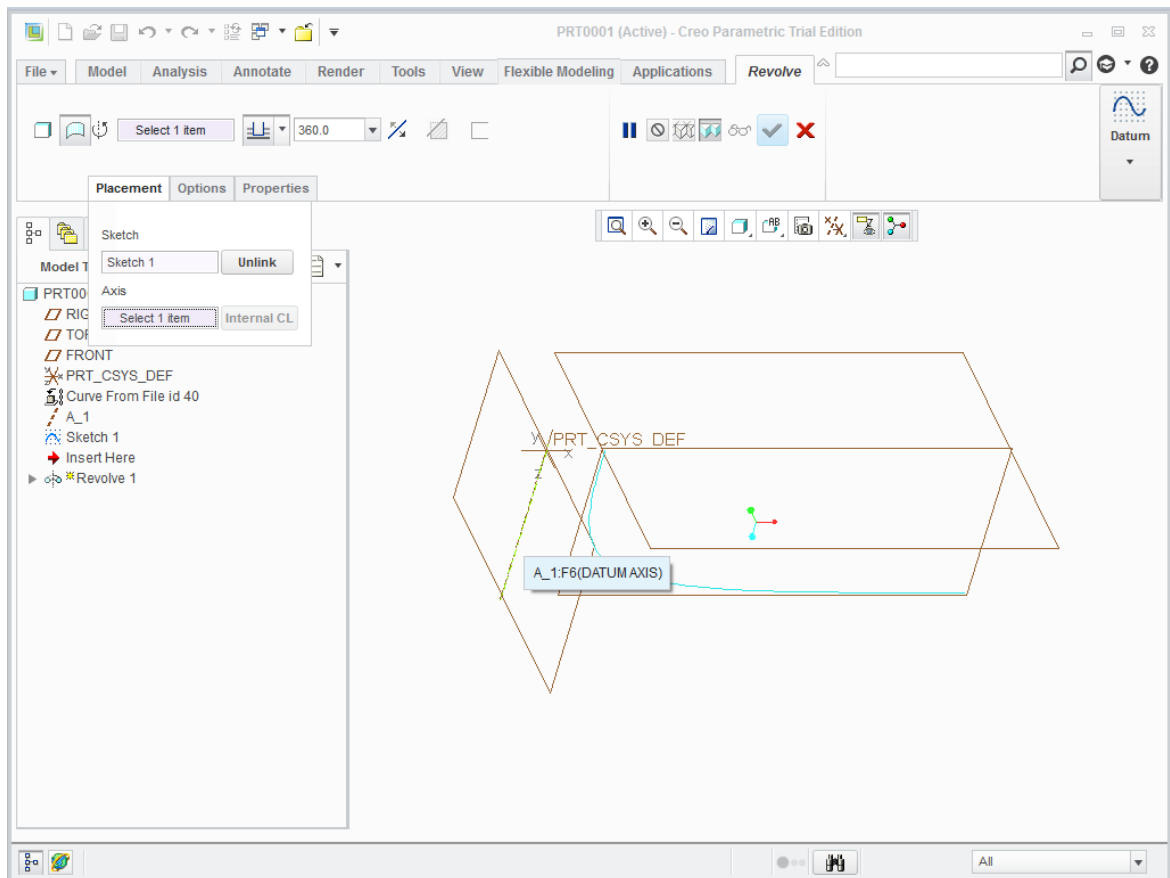 PRT0001 (Active) - Creo Parametric Trial Edition
File Model Analysis Annotate Render Tools View Flexible Modeling Applications Revolve
Select 1 item 360.0
Datum
Placement Options Properties
Sketch
Sketch 1 Unlink
Axis
Select 1 item Internal CL
Model T
PRT00
RIG
TOP
FRONT
PRT_CSYS_DEF
Curve From File id 40
A_1
Sketch 1
Insert Here
Revolve 1
y PRT_CSYS_DEF
x
z
A_1:F6(DATUM AXIS)
All